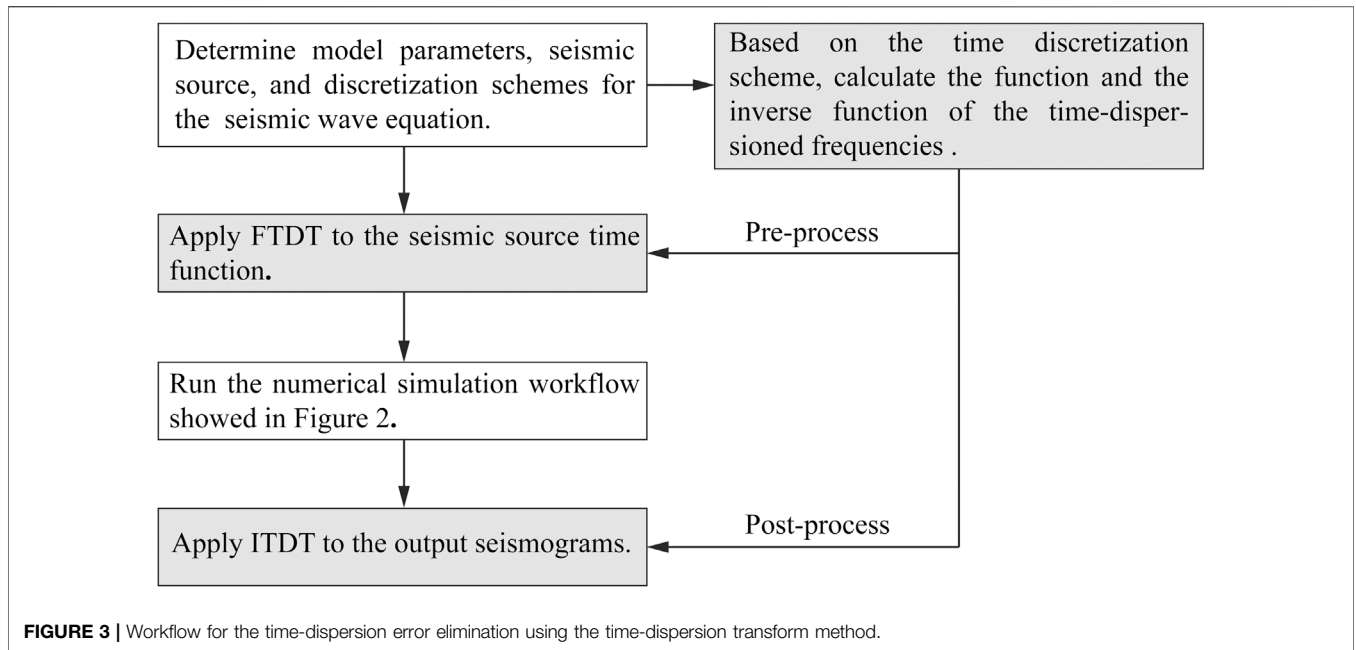 Determine model parameters, seismic
source, and discretization schemes for
the seismic wave equation.
Based on the time discretization
scheme, calculate the function and the
inverse function of the time-disper-
sioned frequencies .
Apply FTDT to the seismic source time
function.
Pre-process
Run the numerical simulation workflow
showed in Figure 2.
Apply ITDT to the output seismograms.
Post-process
FIGURE 3 | Workflow for the time-dispersion error elimination using the time-dispersion transform method.